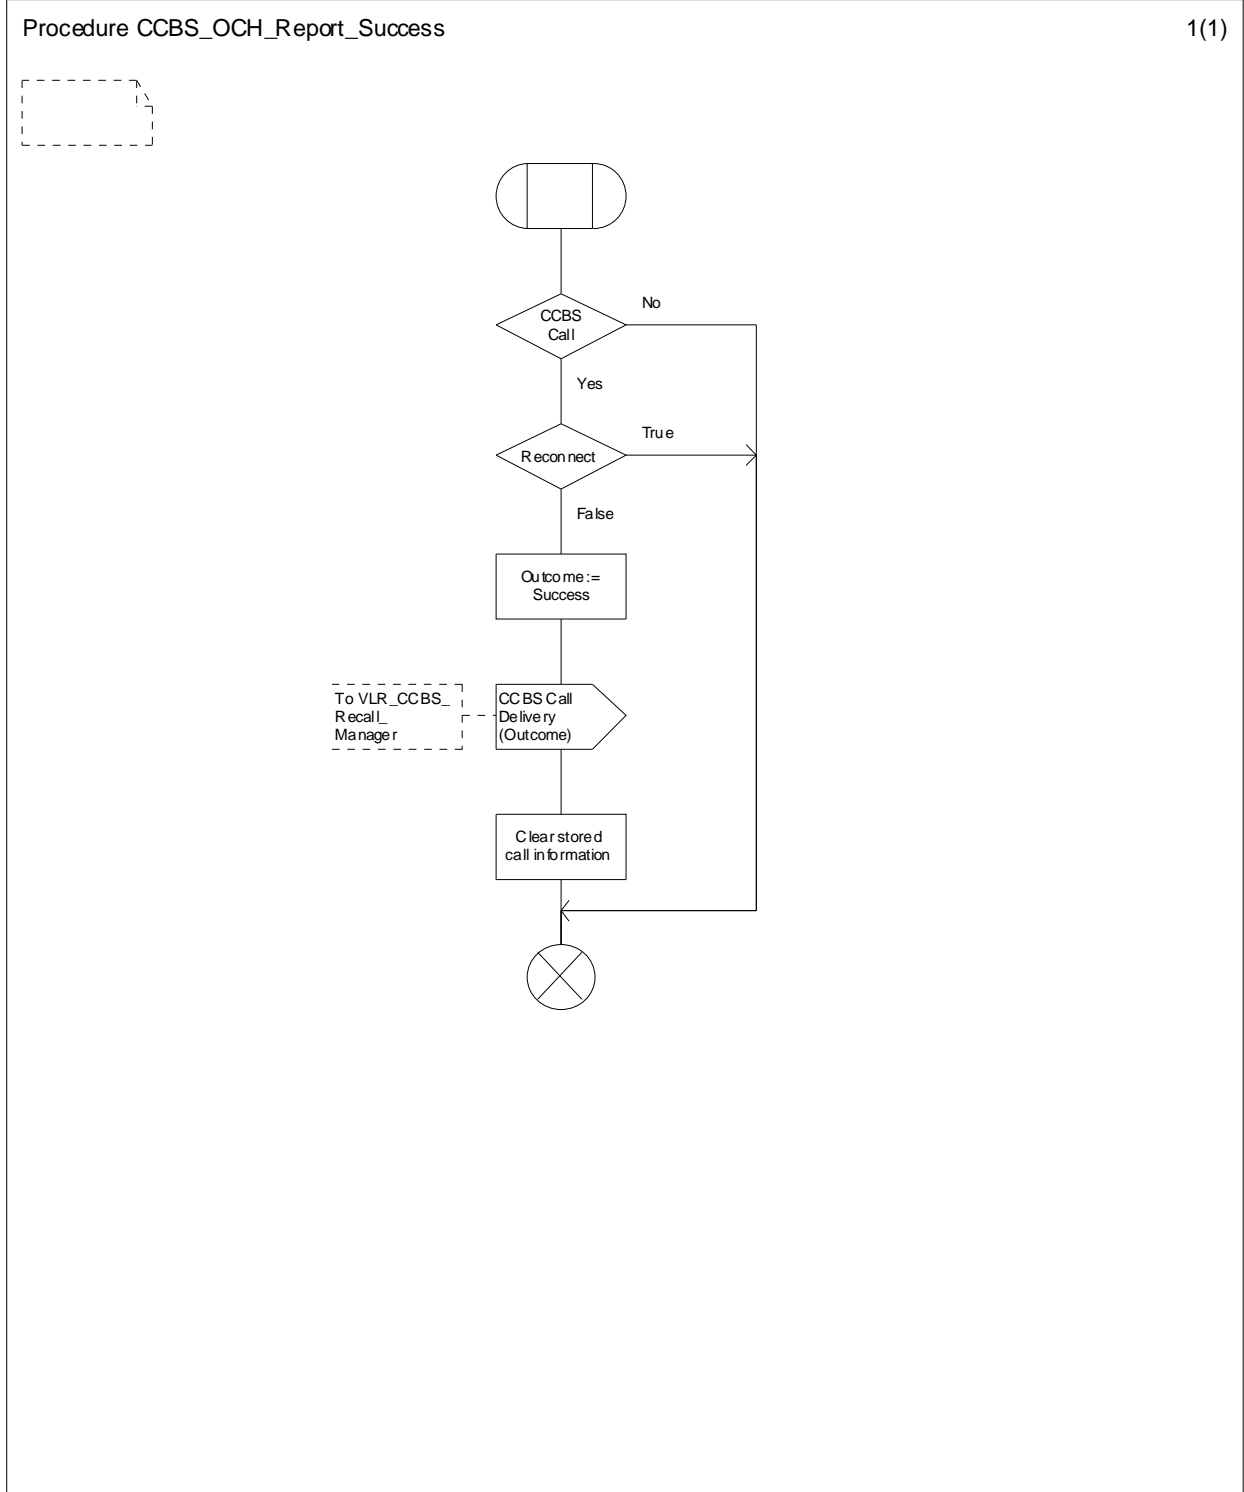 Procedure CCBS_OCH_Report_Success
1(1)
CCBS
Call
No
Yes
Reconnect
True
False
Outcome:=
Success
To VLR_CCBS_
Recall_
Manager
CCBS Call
Delivery
(Outcome)
Clear stored
call information